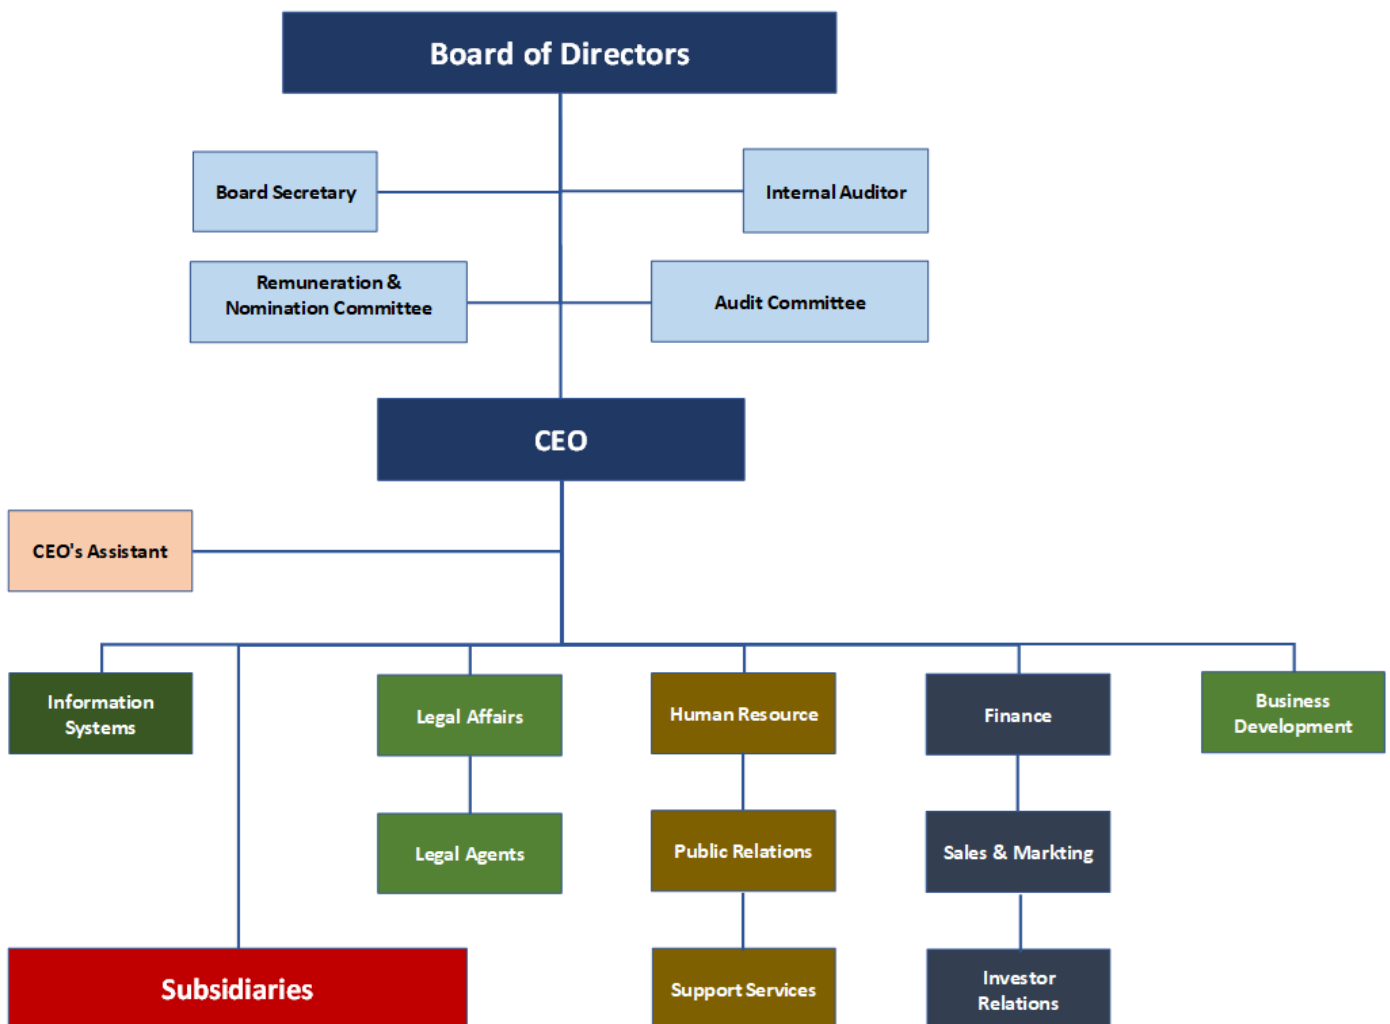 Board of Directors
Board Secretary
Internal Auditor
Remuneration &
Nomination Committee
Audit Committee
CEO
CEO's Assistant
Information
Systems
Legal Affairs
Human Resource
Finance
Business
Development
Legal Agents
Public Relations
Sales & Markting
Subsidiaries
Support Services
Investor
Relations